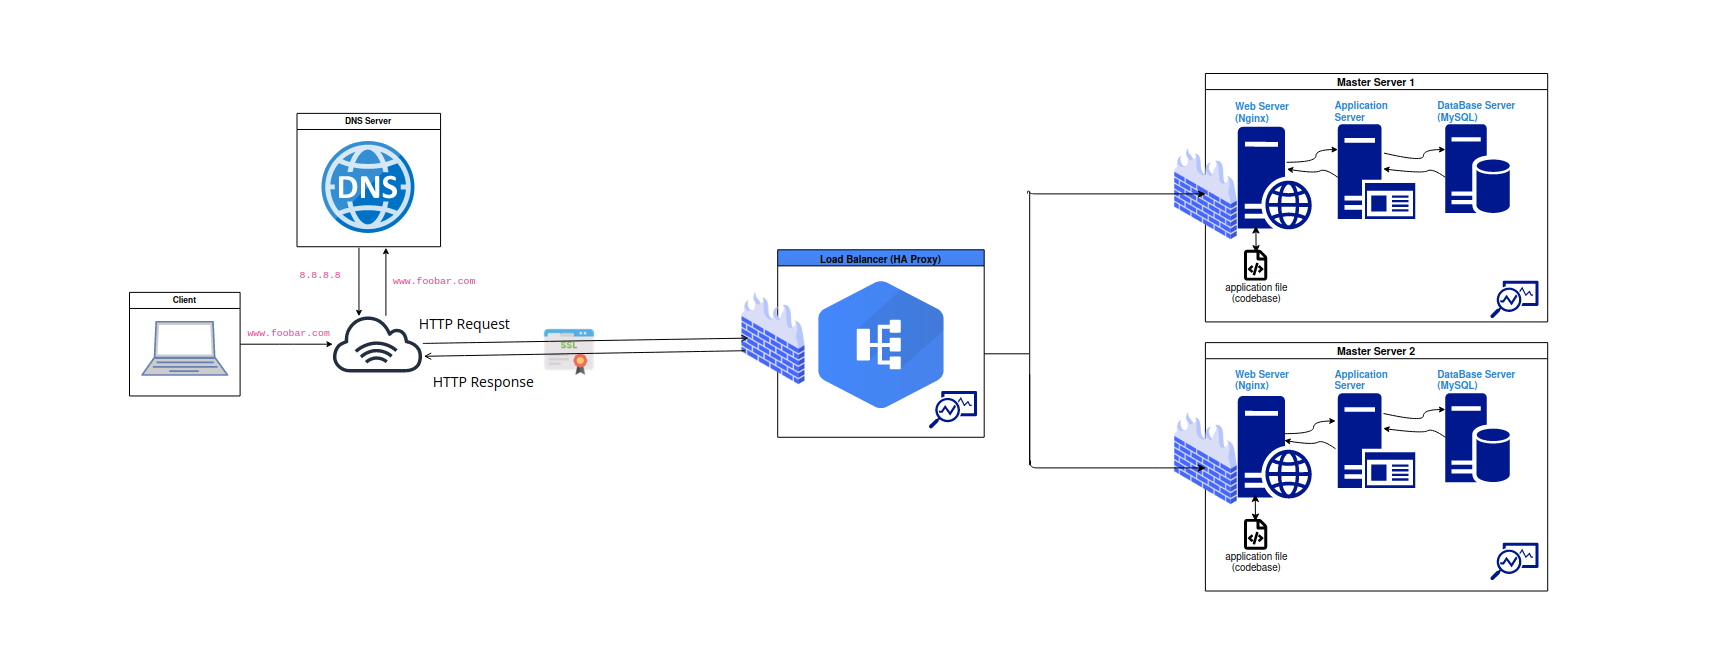 DNS Server
DNS
8.8.8.8
www.foobar.com
Client
www.foobar.com
HTTP Request
SSL
HTTP Response
Load Balancer (HA Proxy)
Master Server 1
Web Server
(Nginx)
Application
Server
DataBase Server
(MySQL)
application file
(codebase)
Master Server 2
Web Server
(Nginx)
Application
Server
DataBase Server
(MySQL)
application file
(codebase)